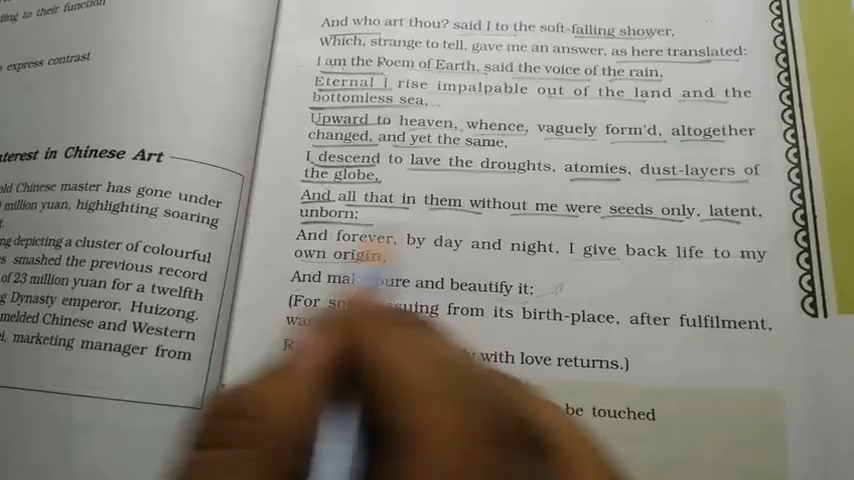 ding to their function
o express contrast
nterest in Chinese Art
old Chinese master has gone under
million yuan, highlighting soaring
t.
ng depicting a cluster of colourful
es smashed the previous record
of 23 million yuan for a twelfth
g Dynasty emperor, Huizong.
melded Chinese and Western
ei, marketing manager from
And who art thou? said I to the soft-falling shower,
Which, strange to tell, gave me an answer, as here translated:
I am the Poem of Earth, said the voice of the rain,
Eternal I rise impalpable out of the land and the
bottomless sea,
Upward to heaven, whence, vaguely form'd, altogether
changed, and yet the same,
I descend to lave the droughts, atomies, dust-layers of
the globe,
And all that in them without me were seeds only, latent,
unborn;
And forever, by day and night, I give back life to my
own origin,
And make pure and beautify it;
(For issuing from its birth-place, after fulfilment,
with love returns.)
be touched